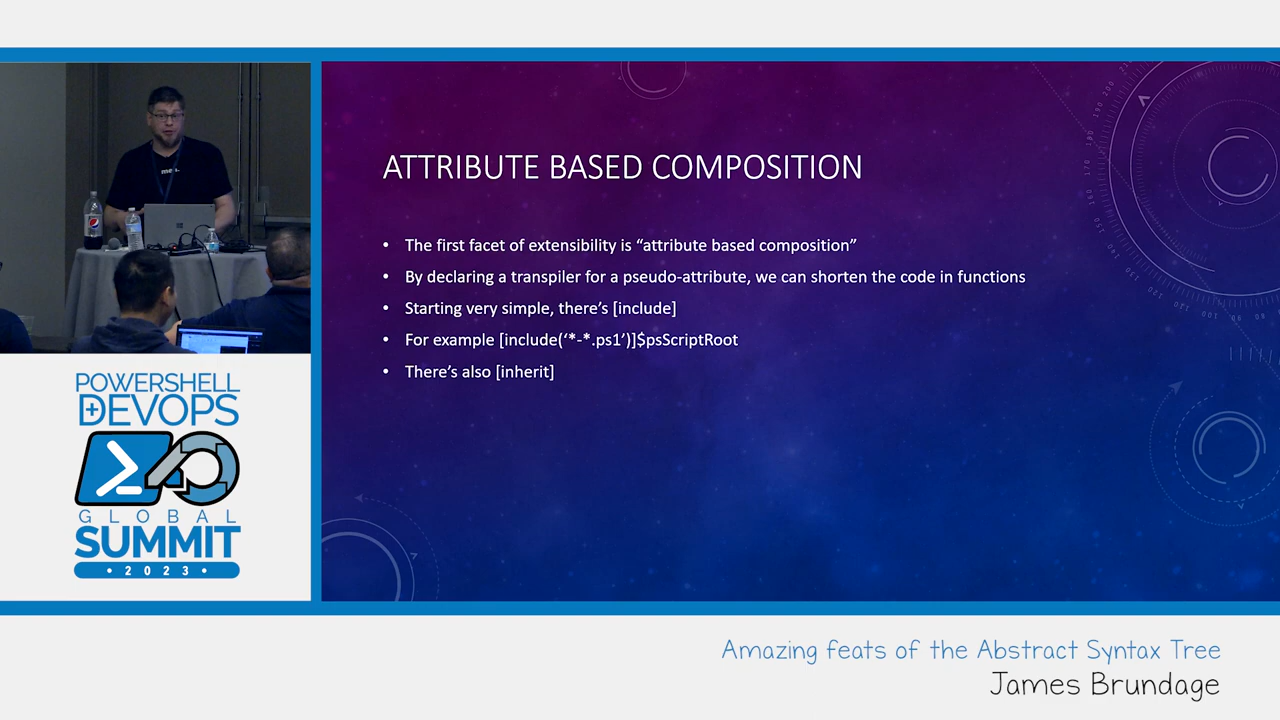 ATTRIBUTE BASED COMPOSITION
• The first facet of extensibility is “attribute based composition”
• By declaring a transpiler for a pseudo-attribute, we can shorten the code in functions
• Starting very simple, there’s [include]
• For example [include(‘*-*.ps1’)]$psScriptRoot
• There’s also [inherit]
POWERSHELL
+DEVOPS
GLOBAL
SUMMIT
• 2023 •
Amazing feats of the Abstract Syntax Tree
James Brundage